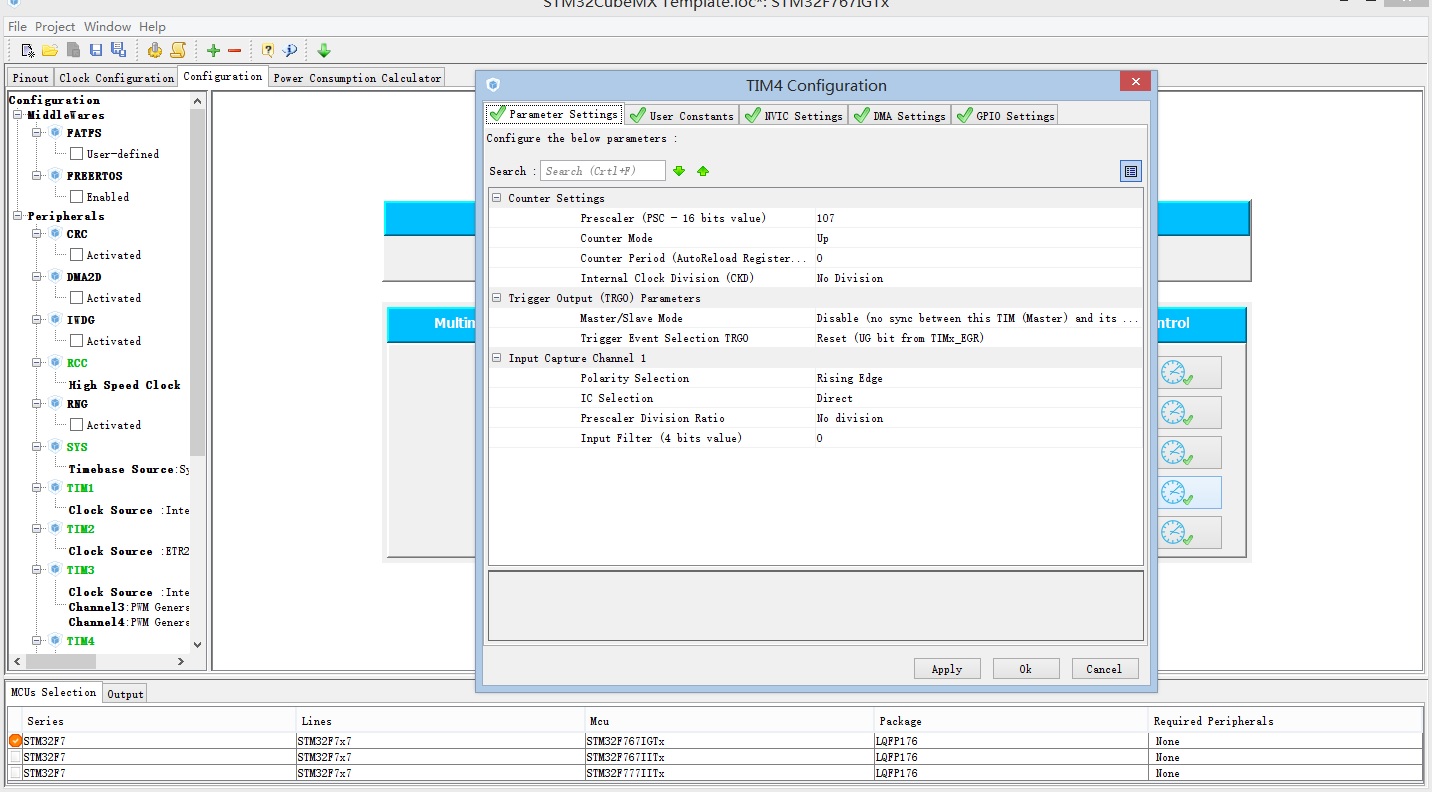 STM32CubeMX Template.ioc*: STM32F767IGTx
File Project Window Help
Pinout Clock Configuration Configuration Power Consumption Calculator
Configuration
MiddleWares
FATFS
User-defined
FREERTOS
Enabled
Peripherals
CRC
Activated
DMA2D
Activated
IWDG
Activated
RCC
High Speed Clock
RNG
Activated
SYS
Timebase Source:Sy
TIM1
Clock Source :Inte
TIM2
Clock Source :ETR2
TIM3
Clock Source :Inte
Channel3:PWM Genera
Channel4:PWM Genera
TIM4
Multim
ntrol
TIM4 Configuration
Parameter Settings User Constants NVIC Settings DMA Settings GPIO Settings
Configure the below parameters :
Search : Search (Crtl+F)
Counter Settings
Prescaler (PSC - 16 bits value) 107
Counter Mode Up
Counter Period (AutoReload Register... 0
Internal Clock Division (CKD) No Division
Trigger Output (TRGO) Parameters
Master/Slave Mode Disable (no sync between this TIM (Master) and its ...
Trigger Event Selection TRGO Reset (UG bit from TIMx_EGR)
Input Capture Channel 1
Polarity Selection Rising Edge
IC Selection Direct
Prescaler Division Ratio No division
Input Filter (4 bits value) 0
Apply Ok Cancel
MCUs Selection Output
Series Lines Mcu Package Required Peripherals
STM32F7 STM32F7x7 STM32F767IGTx LQFP176 None
STM32F7 STM32F7x7 STM32F767IITx LQFP176 None
STM32F7 STM32F7x7 STM32F777IITx LQFP176 None